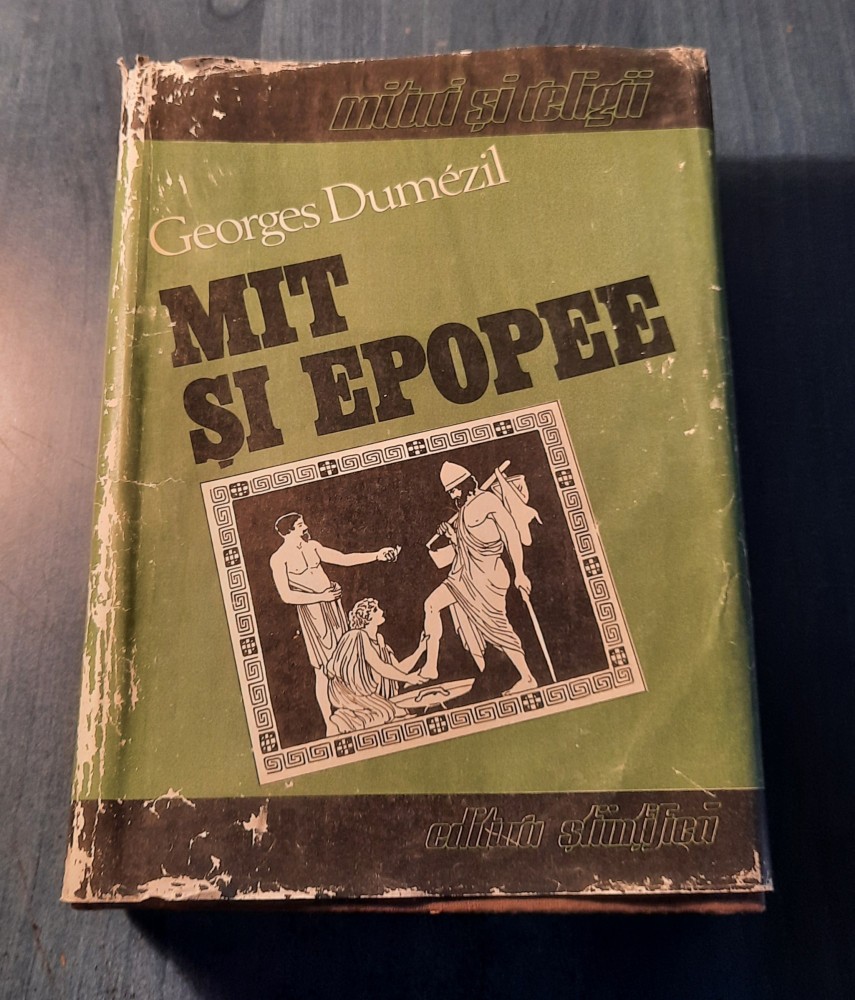 mituri și religii
Georges Dumézil
MIT
ȘI EPOPEE
editura științifică